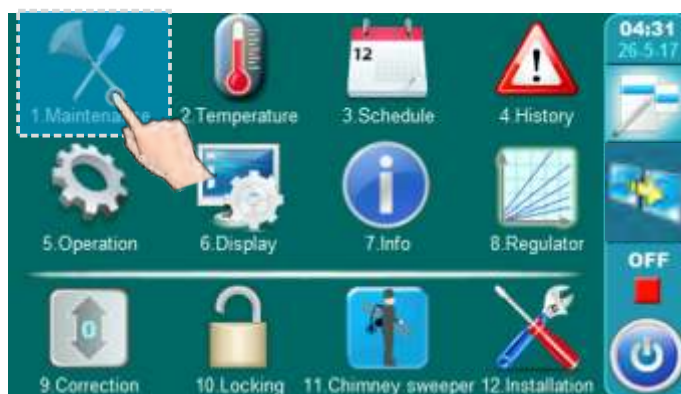 04:31
26-5-17
12
1.Maintenance
2.Temperature
3.Schedule
4.History
5.Operation
6.Display
7.Info
8.Regulator
OFF
0
9.Correction
10.Locking
11.Chimney sweeper
12.Installation